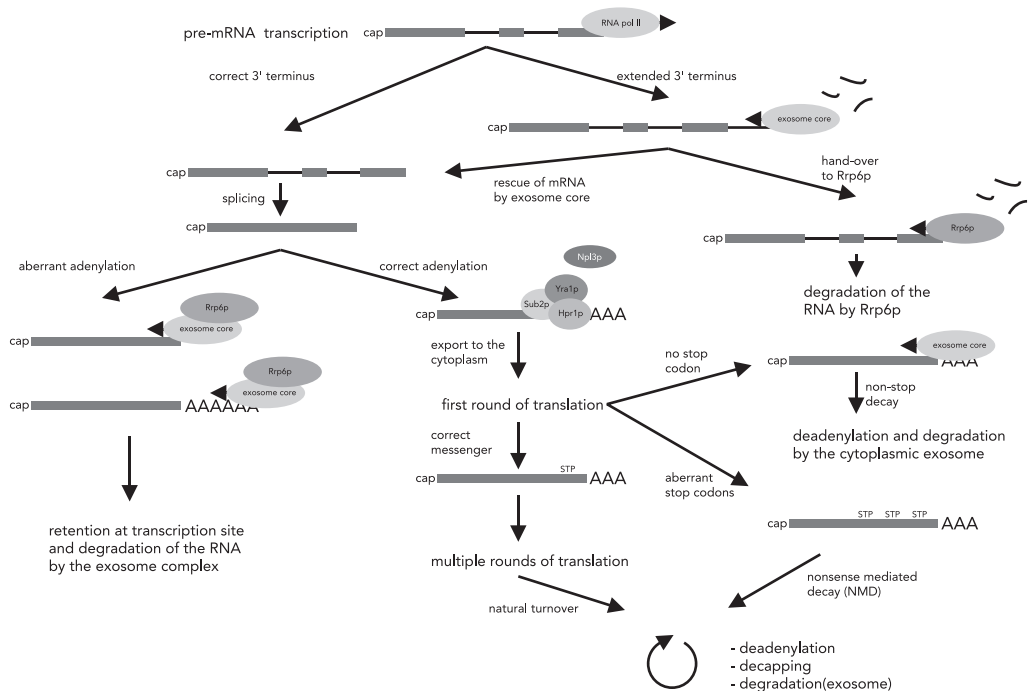 RNA pol II
pre-mRNA transcription
cap
correct 3' terminus
extended 3' terminus
exosome core
cap
cap
rescue of mRNA
by exosome core
hand-over
to Rrp6p
splicing
cap
Rrp6p
cap
aberrant adenylation
correct adenylation
Npl3p
Yra1p
Sub2p
Hpr1p
cap
AAA
degradation of the
RNA by Rrp6p
Rrp6p
exosome core
cap
export to the
cytoplasm
no stop
codon
exosome core
cap
AAA
Rrp6p
exosome core
cap
AAAAAA
first round of translation
non-stop
decay
correct
messenger
deadenylation and degradation
by the cytoplasmic exosome
STP
cap
AAA
aberrant
stop codons
STP STP STP
cap
AAA
retention at transcription site
and degradation of the RNA
by the exosome complex
multiple rounds of translation
natural turnover
nonsense mediated
decay (NMD)
- deadenylation
- decapping
- degradation(exosome)